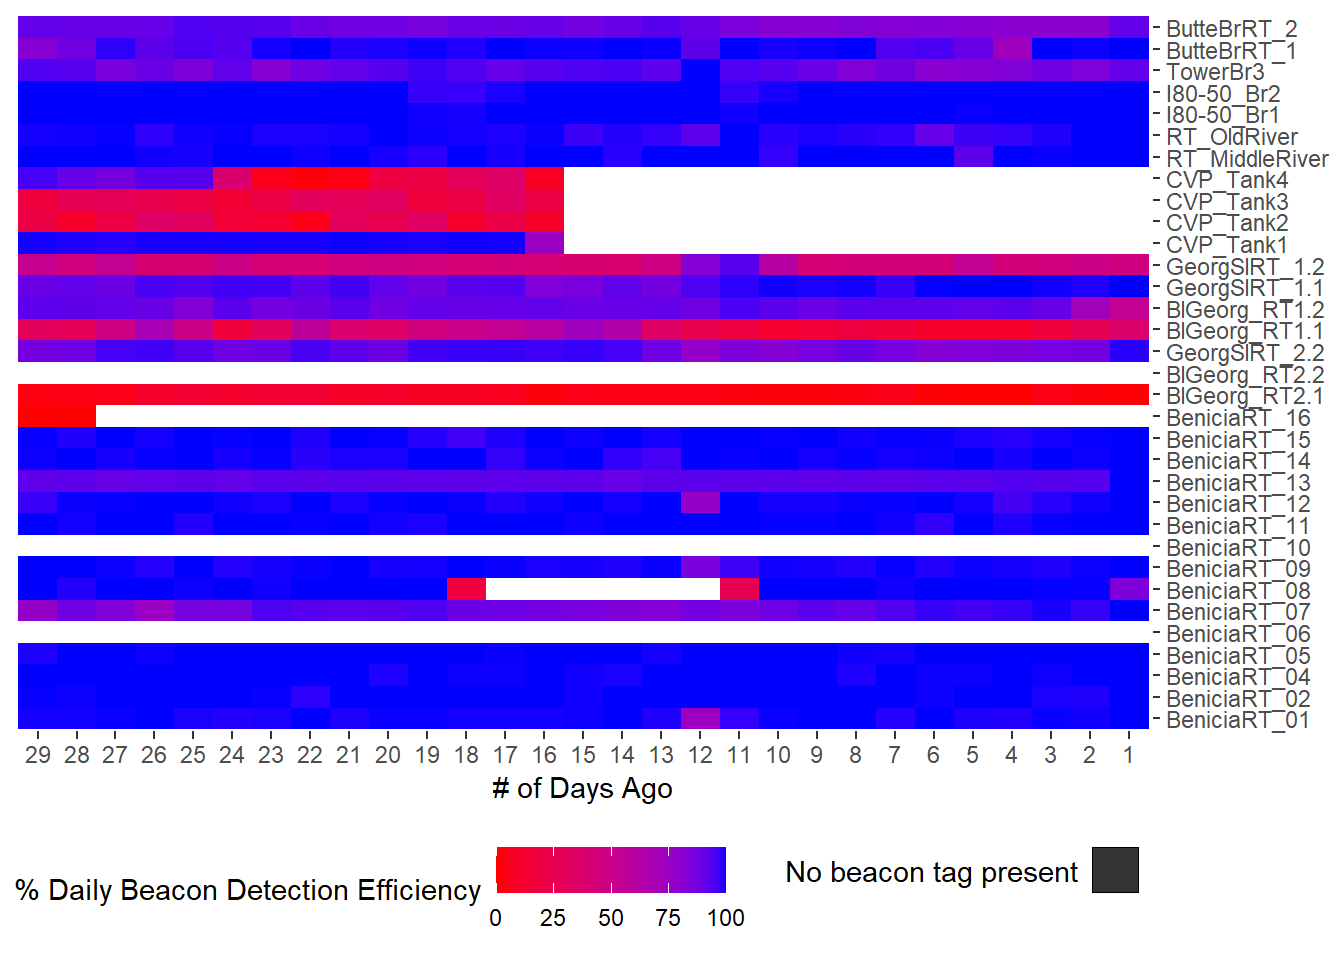 ButteBrRT_2
ButteBrRT_1
TowerBr3
I80-50_Br2
I80-50_Br1
RT_OldRiver
RT_MiddleRiver
CVP_Tank4
CVP_Tank3
CVP_Tank2
CVP_Tank1
GeorgSlRT_1.2
GeorgSlRT_1.1
BlGeorg_RT1.2
BlGeorg_RT1.1
GeorgSlRT_2.2
BlGeorg_RT2.2
BlGeorg_RT2.1
BeniciaRT_16
BeniciaRT_15
BeniciaRT_14
BeniciaRT_13
BeniciaRT_12
BeniciaRT_11
BeniciaRT_10
BeniciaRT_09
BeniciaRT_08
BeniciaRT_07
BeniciaRT_06
BeniciaRT_05
BeniciaRT_04
BeniciaRT_02
BeniciaRT_01
29 28 27 26 25 24 23 22 21 20 19 18 17 16 15 14 13 12 11 10 9 8 7 6 5 4 3 2 1
# of Days Ago
% Daily Beacon Detection Efficiency
0 25 50 75 100
No beacon tag present